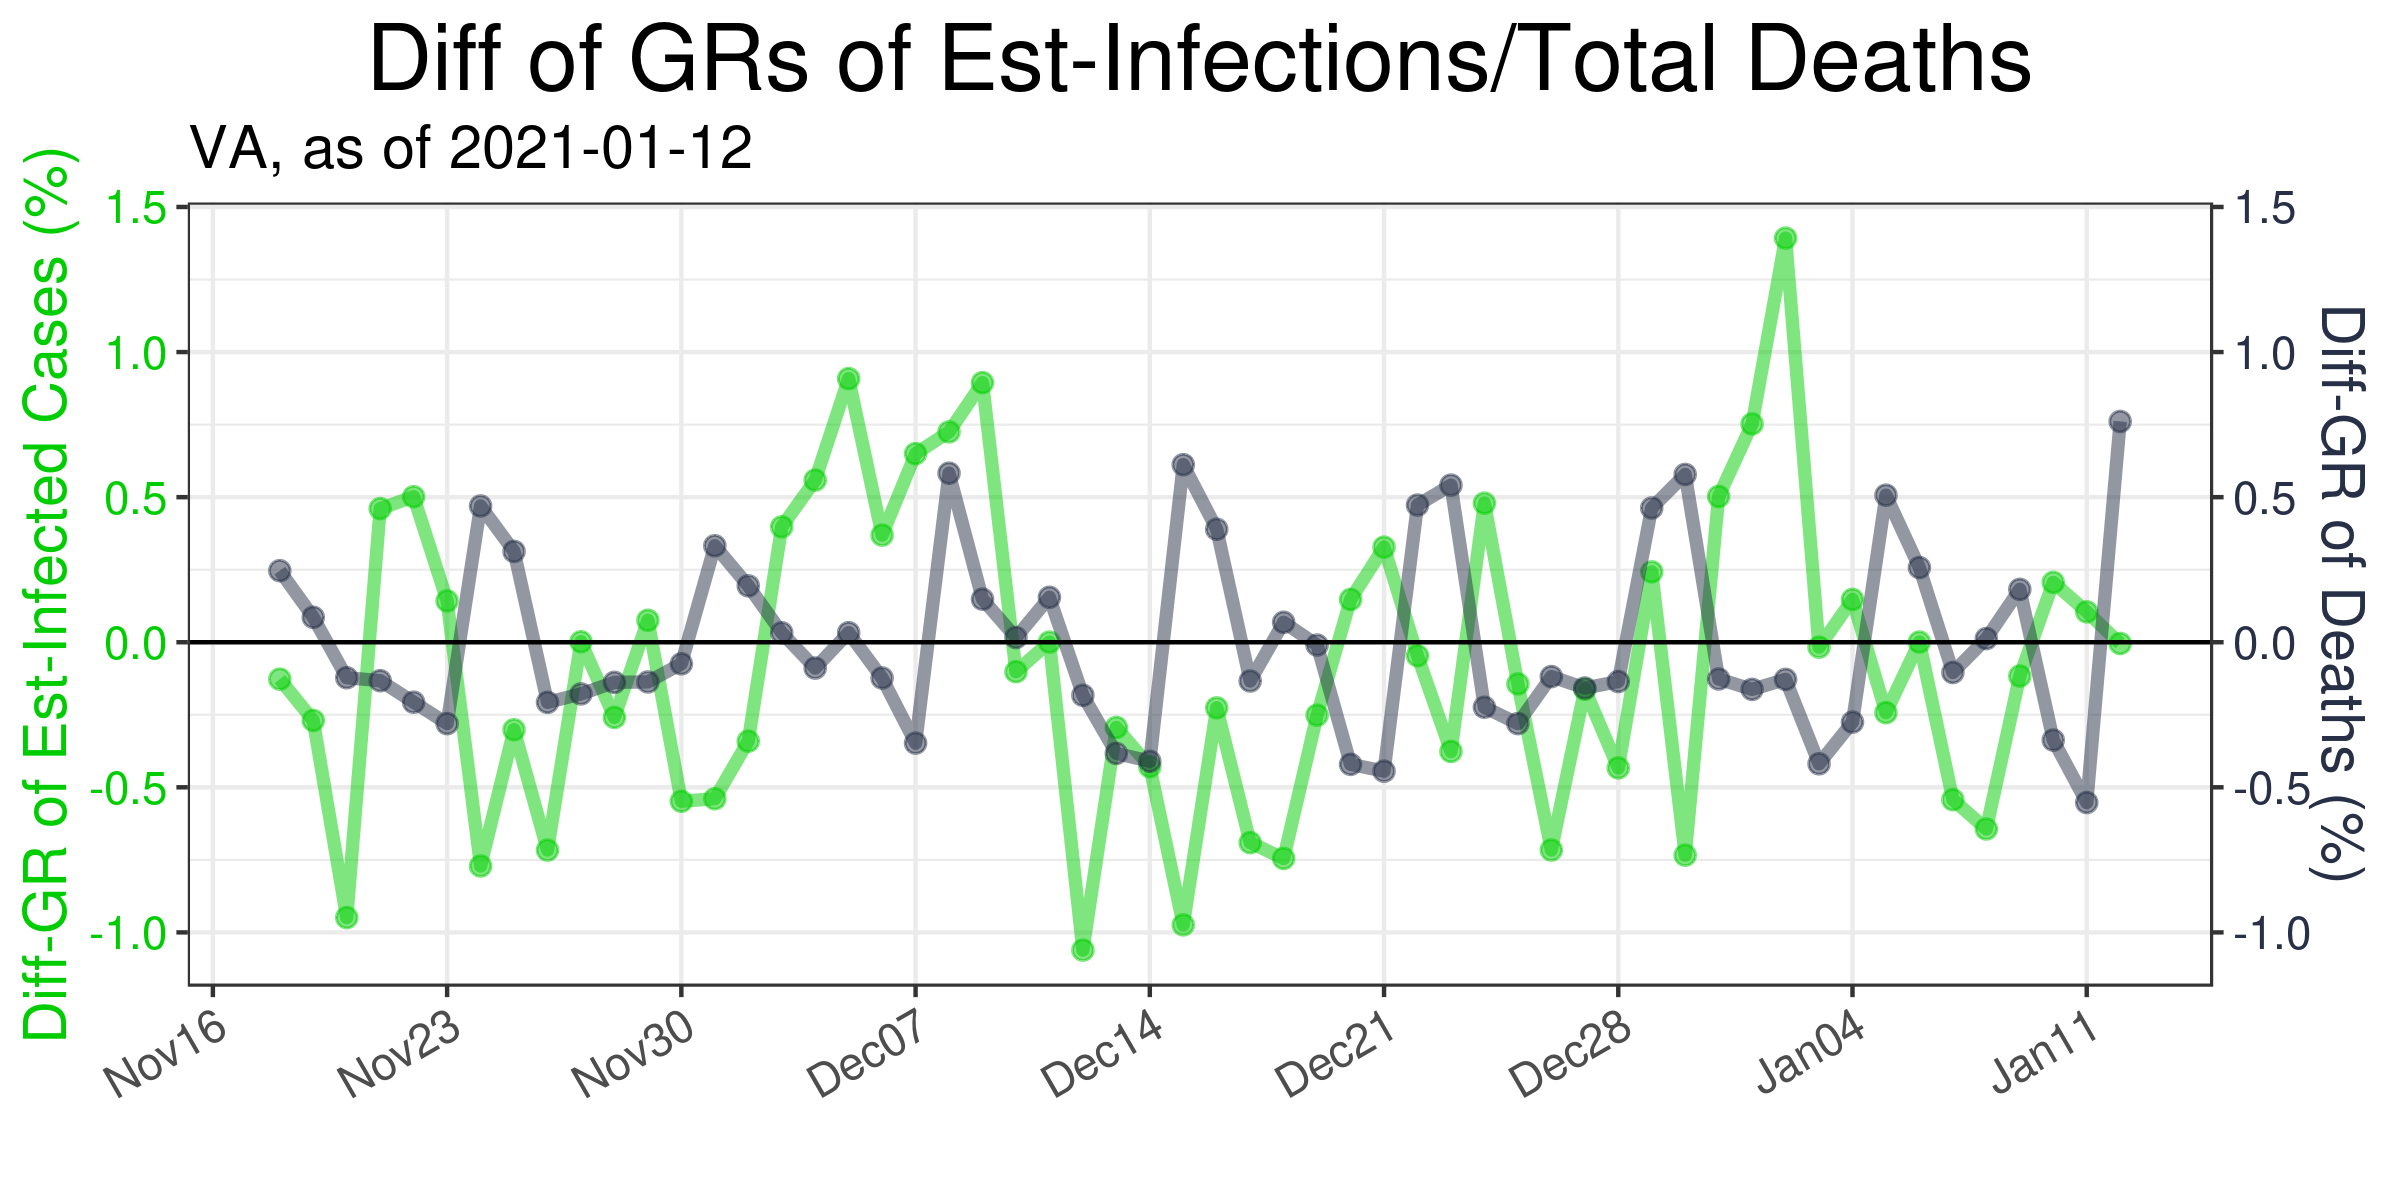 Diff of GRs of Est-Infections/Total Deaths
VA, as of 2021-01-12
Diff-GR of Est-Infected Cases (%)
1.5
1.0
0.5
0.0
-0.5
-1.0
1.5
1.0
0.5
0.0
-0.5
-1.0
Diff-GR of Deaths (%)
Nov16
Nov23
Nov30
Dec07
Dec14
Dec21
Dec28
Jan04
Jan11